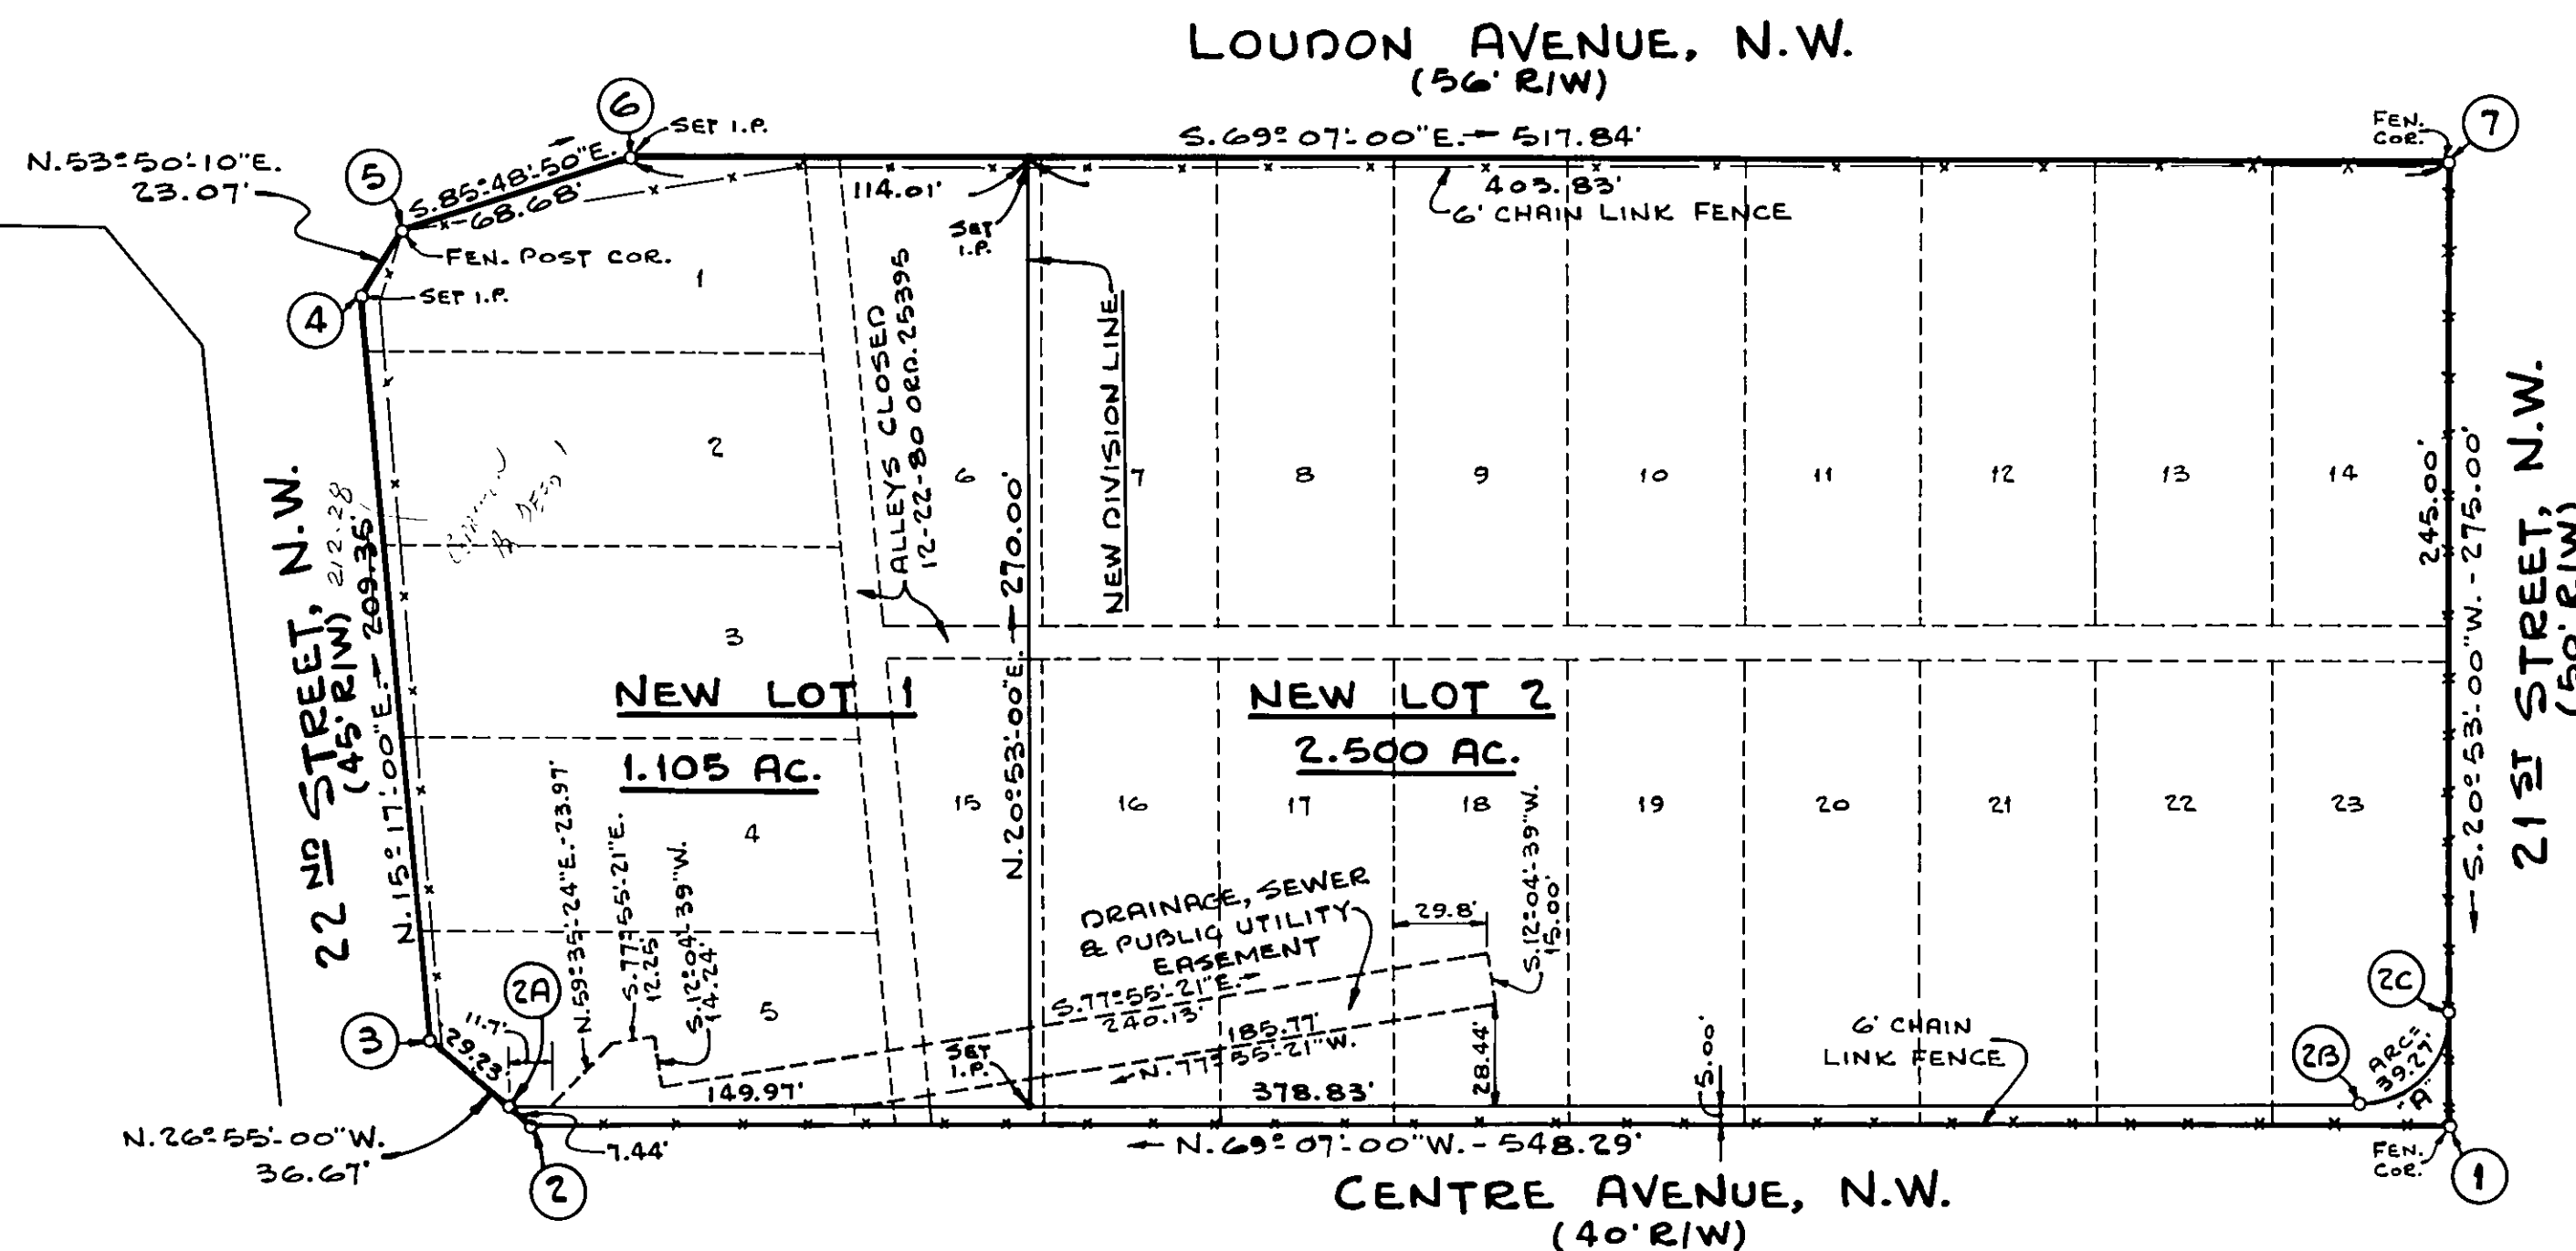 LOUDON AVENUE, N.W.
(56' R/W)
S.69°07'-00"E. 517.84'
FEN.
COR.
7
6
SET I.P.
N.53°50'-10"E.
23.07'
5
S.85°48'-50"E.
68.68'
FEN. POST COR.
4
SET I.P.
114.01'
SET
I.P.
403.83'
6' CHAIN LINK FENCE
1
2
3
4
5
6
7
8
9
10
11
12
13
14
ALLEYS CLOSED
12-22-80 ORD. 25395
NEW DIVISION LINE
N.20°53'-00"E. 270.00'
22ND STREET, N.W.
(45' R/W)
212.28
N.15°17'-00"E. 209.35'
245.00'
S.20°53'-00"W. - 275.00'
21ST STREET, N.W.
(50' R/W)
NEW LOT 1
1.105 AC.
NEW LOT 2
2.500 AC.
15
16
17
18
19
20
21
22
23
N.59°35'-24"E.-23.97'
S.77°55'-21"E.
12.25'
S.12°04'-39"W.
14.24'
DRAINAGE, SEWER
& PUBLIC UTILITY
EASEMENT
29.8'
S.12°04'-39"W.
15.00'
S.77°55'-21"E.
240.13'
185.77'
N.77°55'-21"W.
28.44'
5.00'
6' CHAIN
LINK FENCE
2C
2B
ARC=
39.27'
"A"
3
2A
11.7'
29.23'
149.97'
SET
I.P.
378.83'
N.26°55'-00"W.
36.67'
7.44'
2
N.69°07'-00"W. - 548.29'
FEN.
COR.
1
CENTRE AVENUE, N.W.
(40' R/W)